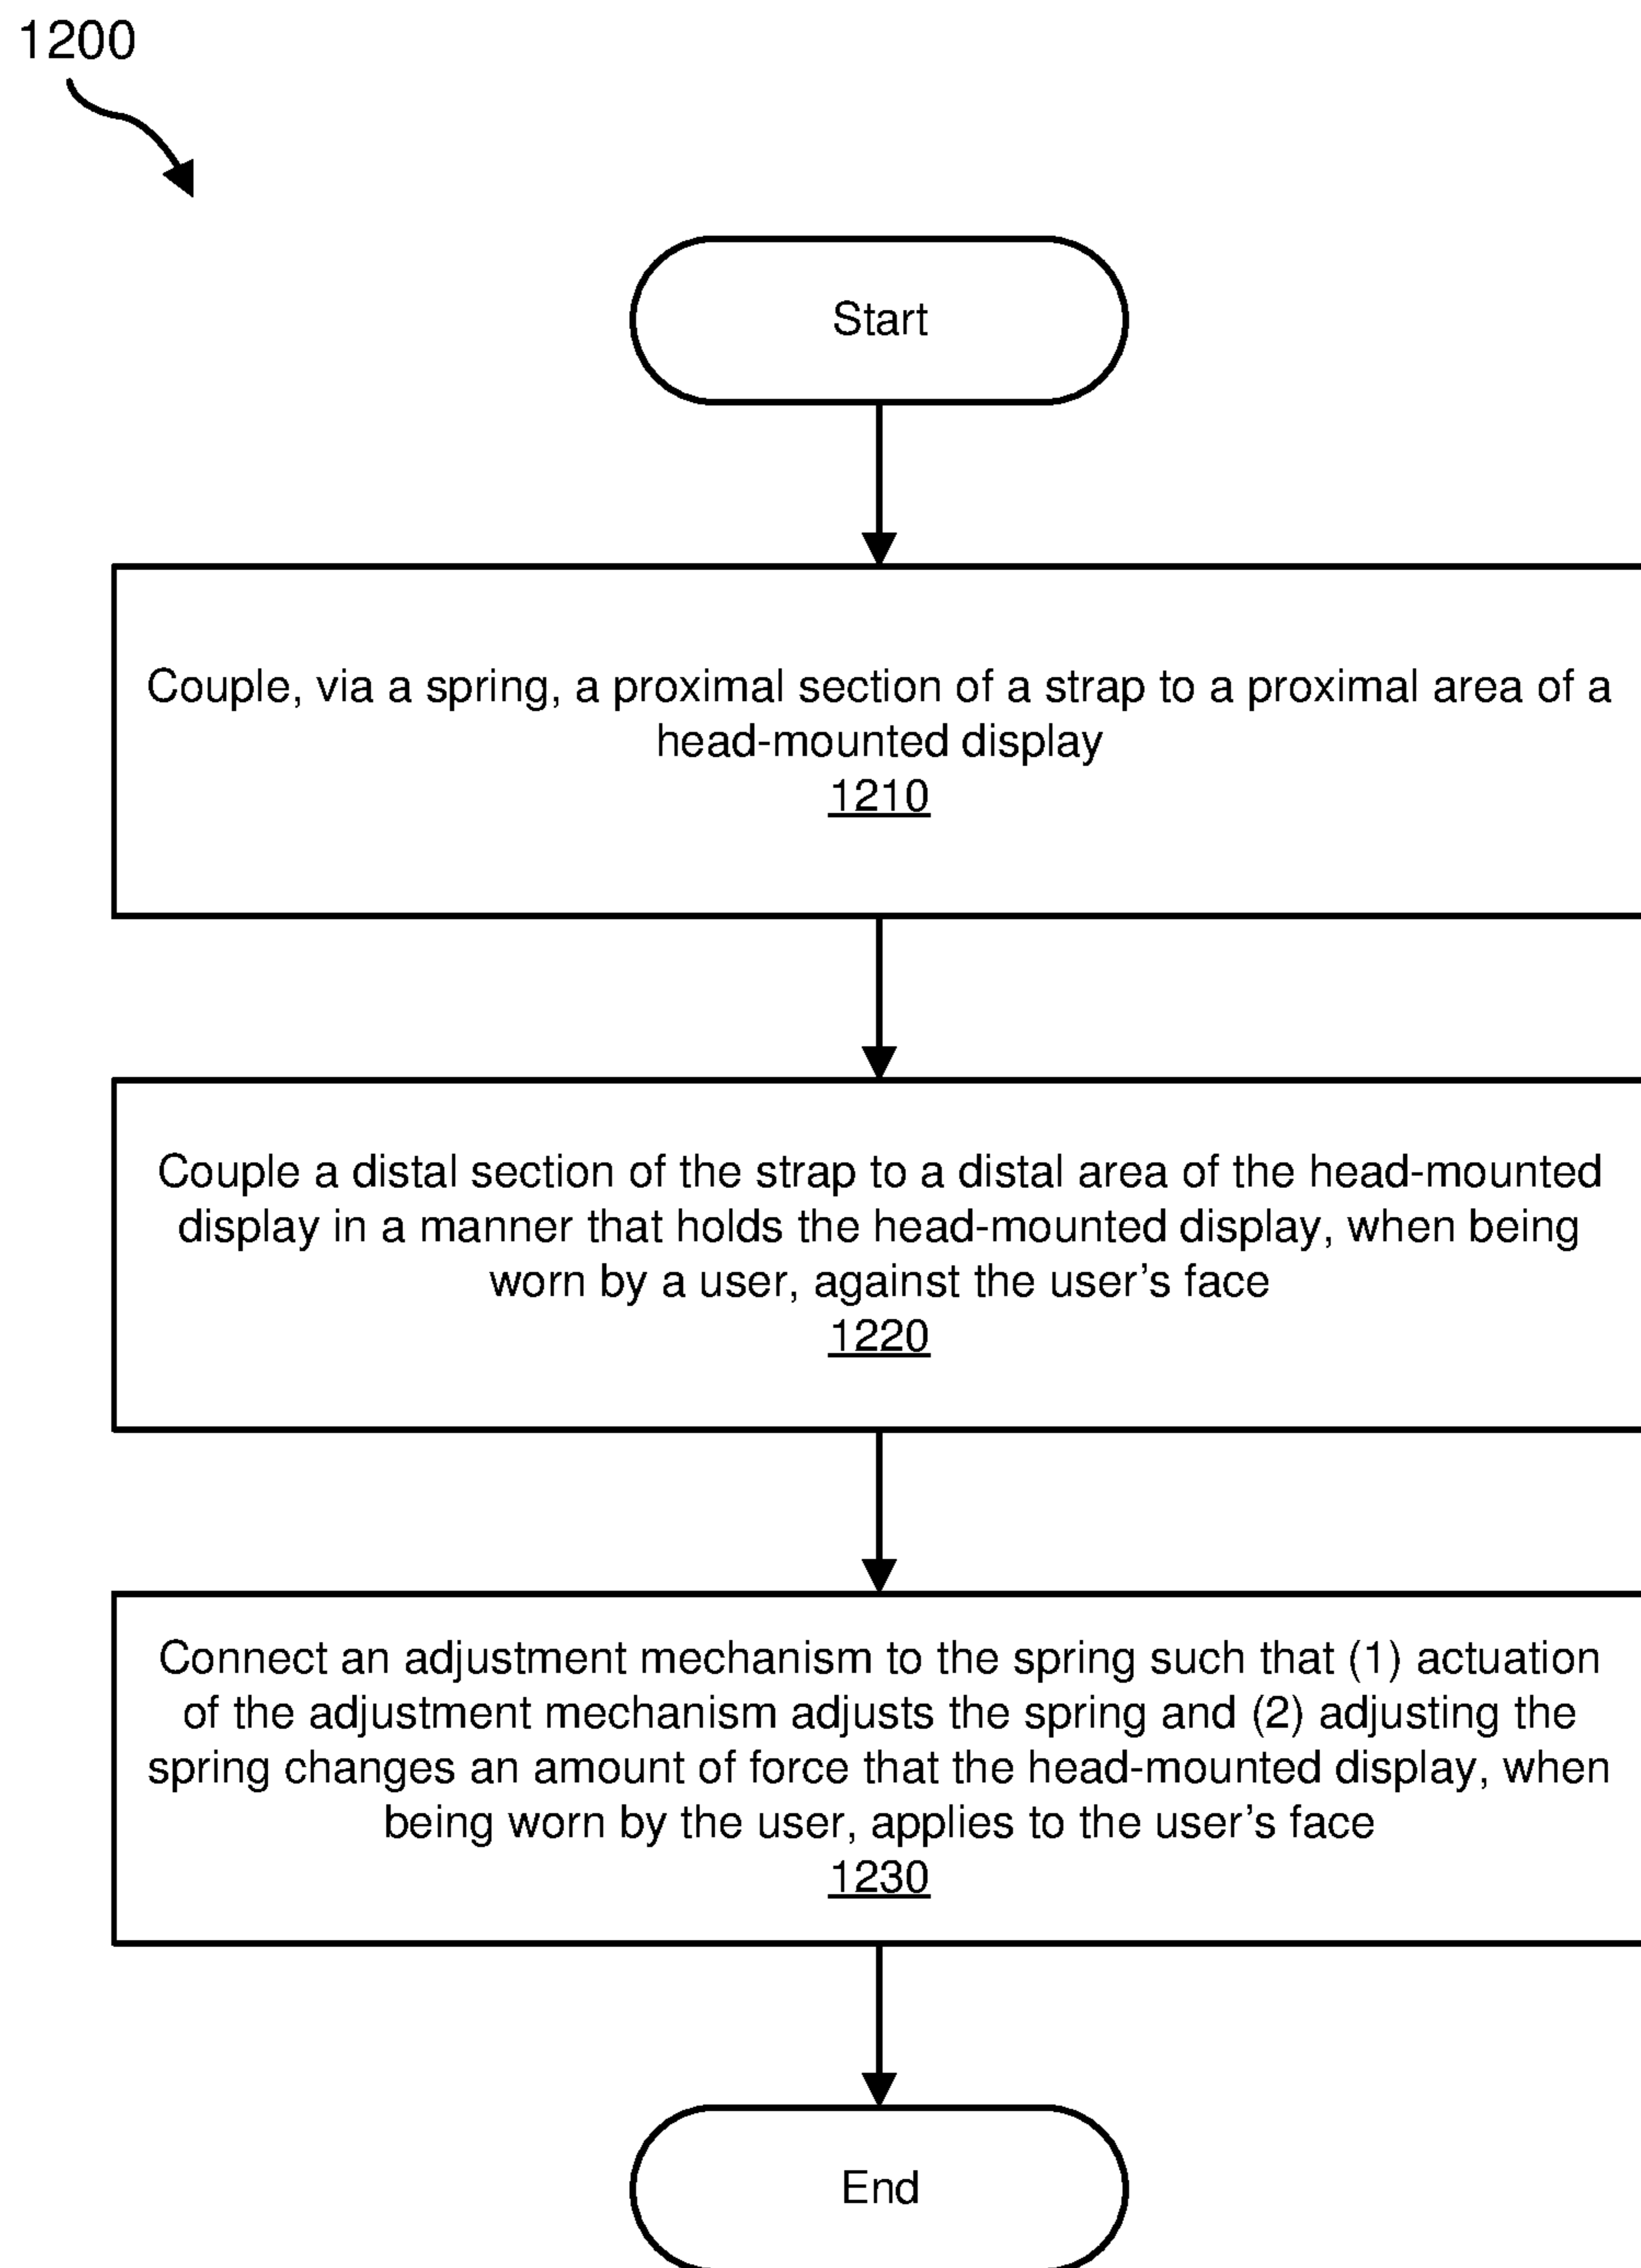 1200
Start
Couple, via a spring, a proximal section of a strap to a proximal area of a
head-mounted display
1210
Couple a distal section of the strap to a distal area of the head-mounted
display in a manner that holds the head-mounted display, when being
worn by a user, against the user's face
1220
Connect an adjustment mechanism to the spring such that (1) actuation
of the adjustment mechanism adjusts the spring and (2) adjusting the
spring changes an amount of force that the head-mounted display, when
being worn by the user, applies to the user's face
1230
End